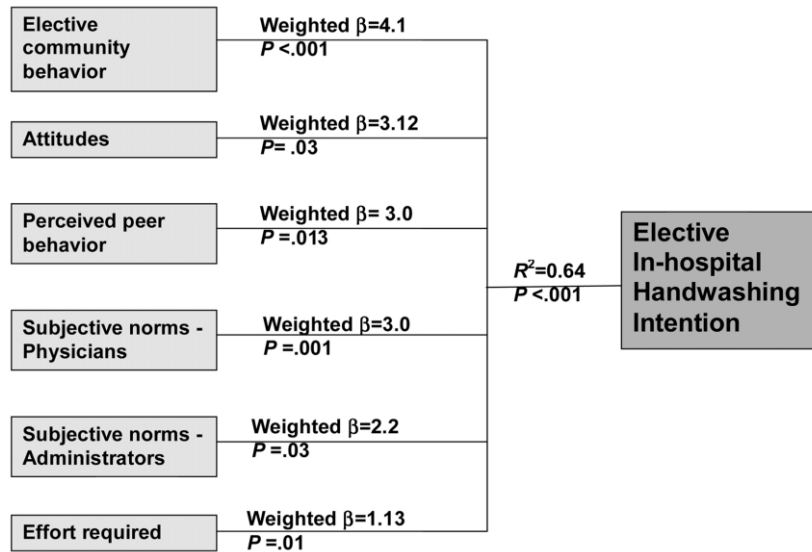 Elective
community
behavior
Weighted β=4.1
P <.001
Attitudes
Weighted β=3.12
P= .03
Perceived peer
behavior
Weighted β= 3.0
P =.013
Subjective norms -
Physicians
Weighted β=3.0
P =.001
Subjective norms -
Administrators
Weighted β=2.2
P =.03
Effort required
Weighted β=1.13
P =.01
R²=0.64
P <.001
Elective
In-hospital
Handwashing
Intention